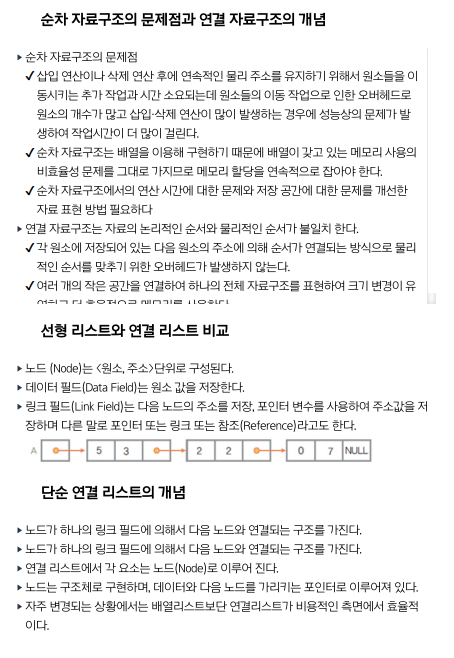 순차 자료구조의 문제점과 연결 자료구조의 개념
▶ 순차 자료구조의 문제점
✔ 삽입 연산이나 삭제 연산 후에 연속적인 물리 주소를 유지하기 위해서 원소들을 이
동시키는 추가 작업과 시간 소요되는데 원소들의 이동 작업으로 인한 오버헤드로
원소의 개수가 많고 삽입·삭제 연산이 많이 발생하는 경우에 성능상의 문제가 발
생하여 작업시간이 더 많이 걸린다.
✔ 순차 자료구조는 배열을 이용해 구현하기 때문에 배열이 갖고 있는 메모리 사용의
비효율성 문제를 그대로 가지므로 메모리 할당을 연속적으로 잡아야 한다.
✔ 순차 자료구조에서의 연산 시간에 대한 문제와 저장 공간에 대한 문제를 개선한
자료 표현 방법 필요하다
▶ 연결 자료구조는 자료의 논리적인 순서와 물리적인 순서가 불일치 한다.
✔ 각 원소에 저장되어 있는 다음 원소의 주소에 의해 순서가 연결되는 방식으로 물리
적인 순서를 맞추기 위한 오버헤드가 발생하지 않는다.
✔ 여러 개의 작은 공간을 연결하여 하나의 전체 자료구조를 표현하여 크기 변경이 유
선형 리스트와 연결 리스트 비교
▶ 노드 (Node)는 <원소, 주소>단위로 구성된다.
▶ 데이터 필드(Data Field)는 원소 값을 저장한다.
▶ 링크 필드(Link Field)는 다음 노드의 주소를 저장, 포인터 변수를 사용하여 주소값을 저
장하며 다른 말로 포인터 또는 링크 또는 참조(Reference)라고도 한다.
A 5 3 2 2 0 7 NULL
단순 연결 리스트의 개념
▶ 노드가 하나의 링크 필드에 의해서 다음 노드와 연결되는 구조를 가진다.
▶ 노드가 하나의 링크 필드에 의해서 다음 노드와 연결되는 구조를 가진다.
▶ 연결 리스트에서 각 요소는 노드(Node)로 이루어 진다.
▶ 노드는 구조체로 구현하며, 데이터와 다음 노드를 가리키는 포인터로 이루어져 있다.
▶ 자주 변경되는 상황에서는 배열리스트보단 연결리스트가 비용적인 측면에서 효율적
이다.